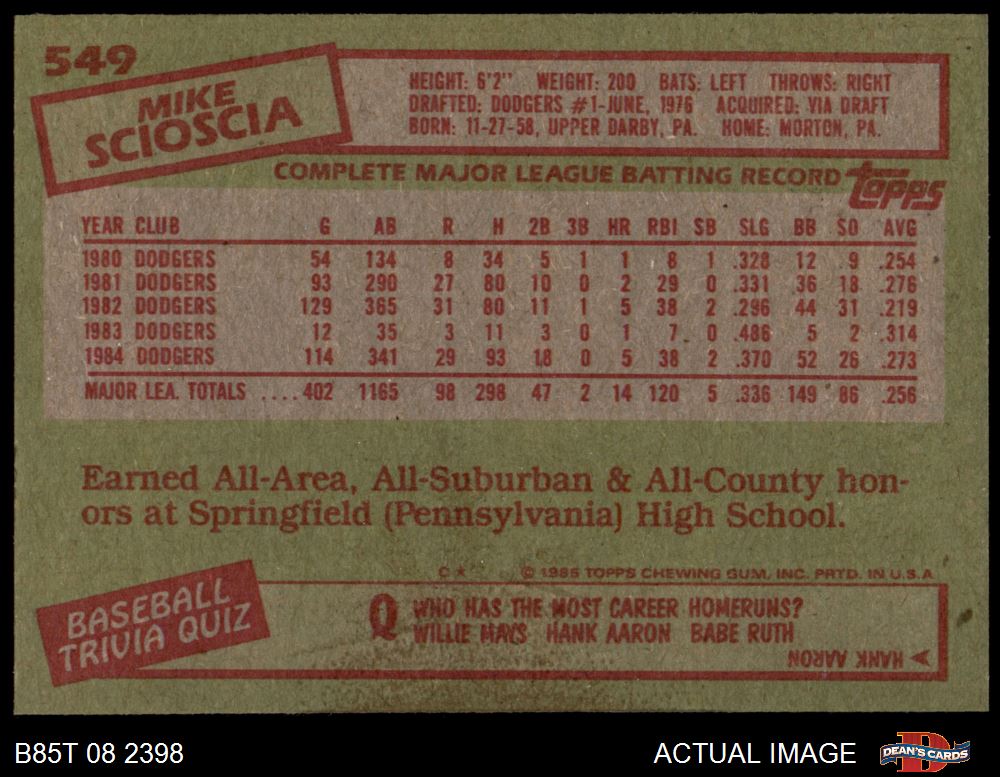 549
MIKE
SCIOSCIA
HEIGHT: 6'2" WEIGHT: 200 BATS: LEFT THROWS: RIGHT
DRAFTED: DODGERS #1-JUNE, 1976 ACQUIRED: VIA DRAFT
BORN: 11-27-58, UPPER DARBY, PA. HOME: MORTON, PA.
COMPLETE MAJOR LEAGUE BATTING RECORD topps
YEAR CLUB G AB R H 2B 3B HR RBI SB SLG BB SO AVG
1980 DODGERS 54 134 8 34 5 1 1 8 1 .328 12 9 .254
1981 DODGERS 93 290 27 80 10 0 2 29 0 .331 36 18 .276
1982 DODGERS 129 365 31 80 11 1 5 38 2 .296 44 31 .219
1983 DODGERS 12 35 3 11 3 0 1 7 0 .486 5 2 .314
1984 DODGERS 114 341 29 93 18 0 5 38 2 .370 52 26 .273
MAJOR LEA. TOTALS ....402 1165 98 298 47 2 14 120 5 .336 149 86 .256
Earned All-Area, All-Suburban & All-County hon-
ors at Springfield (Pennsylvania) High School.
C* © 1985 TOPPS CHEWING GUM, INC. PRTD. IN U.S.A.
BASEBALL
TRIVIA QUIZ
Q WHO HAS THE MOST CAREER HOMERUNS?
WILLIE MAYS HANK AARON BABE RUTH
HANK AARON
B85T 08 2398
ACTUAL IMAGE
D
DEAN'S CARDS